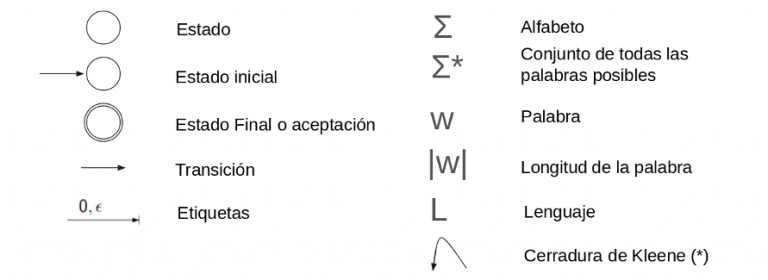 Estado
Estado inicial
Estado Final o aceptación
Transición
0, ϵ
Etiquetas
Σ
Alfabeto
Σ*
Conjunto de todas las
palabras posibles
w
Palabra
|w|
Longitud de la palabra
L
Lenguaje
Cerradura de Kleene (*)